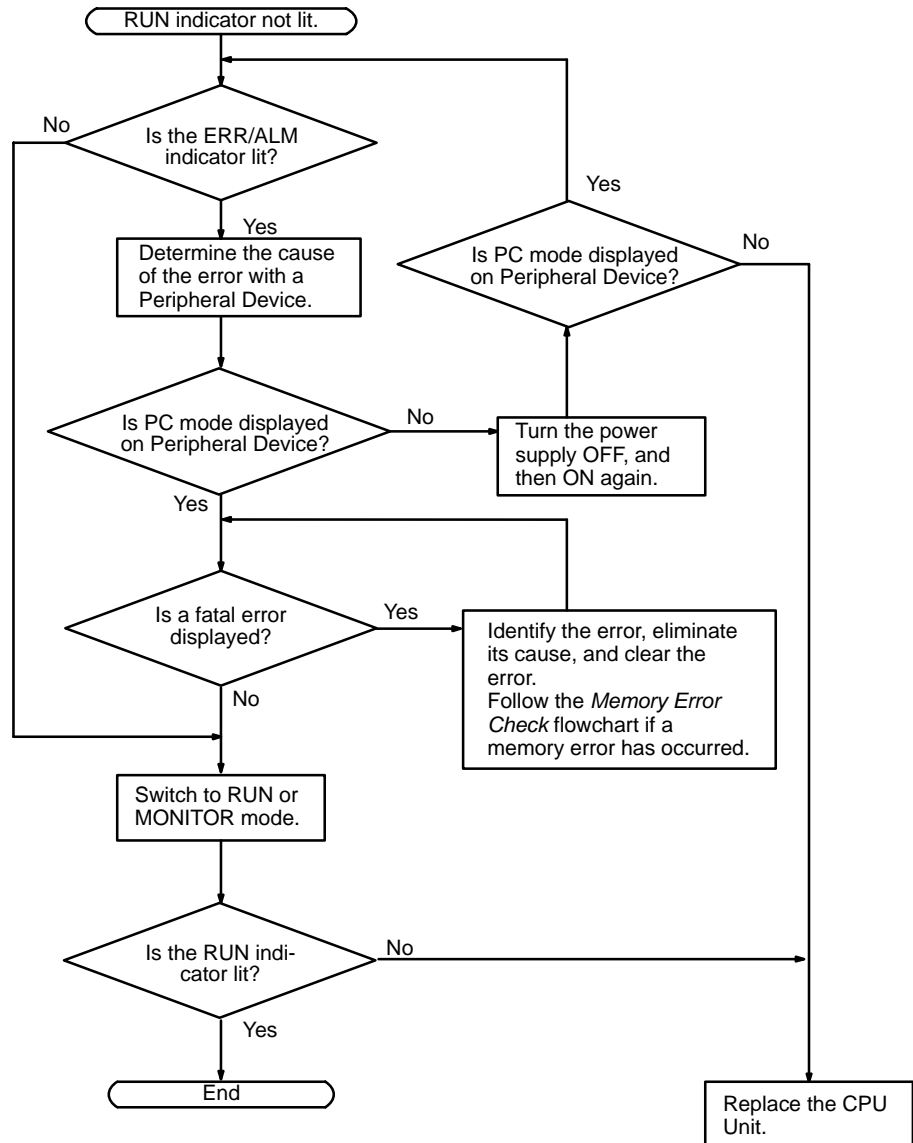 RUN indicator not lit.
No
Is the ERR/ALM
indicator lit?
Yes
Determine the cause
of the error with a
Peripheral Device.
Yes
Is PC mode displayed
on Peripheral Device?
No
Is PC mode displayed
on Peripheral Device?
No
Turn the power
supply OFF, and
then ON again.
Yes
Is a fatal error
displayed?
Yes
Identify the error, eliminate
its cause, and clear the
error.
Follow the Memory Error
Check flowchart if a
memory error has occurred.
No
Switch to RUN or
MONITOR mode.
Is the RUN indi-
cator lit?
No
Yes
End
Replace the CPU
Unit.